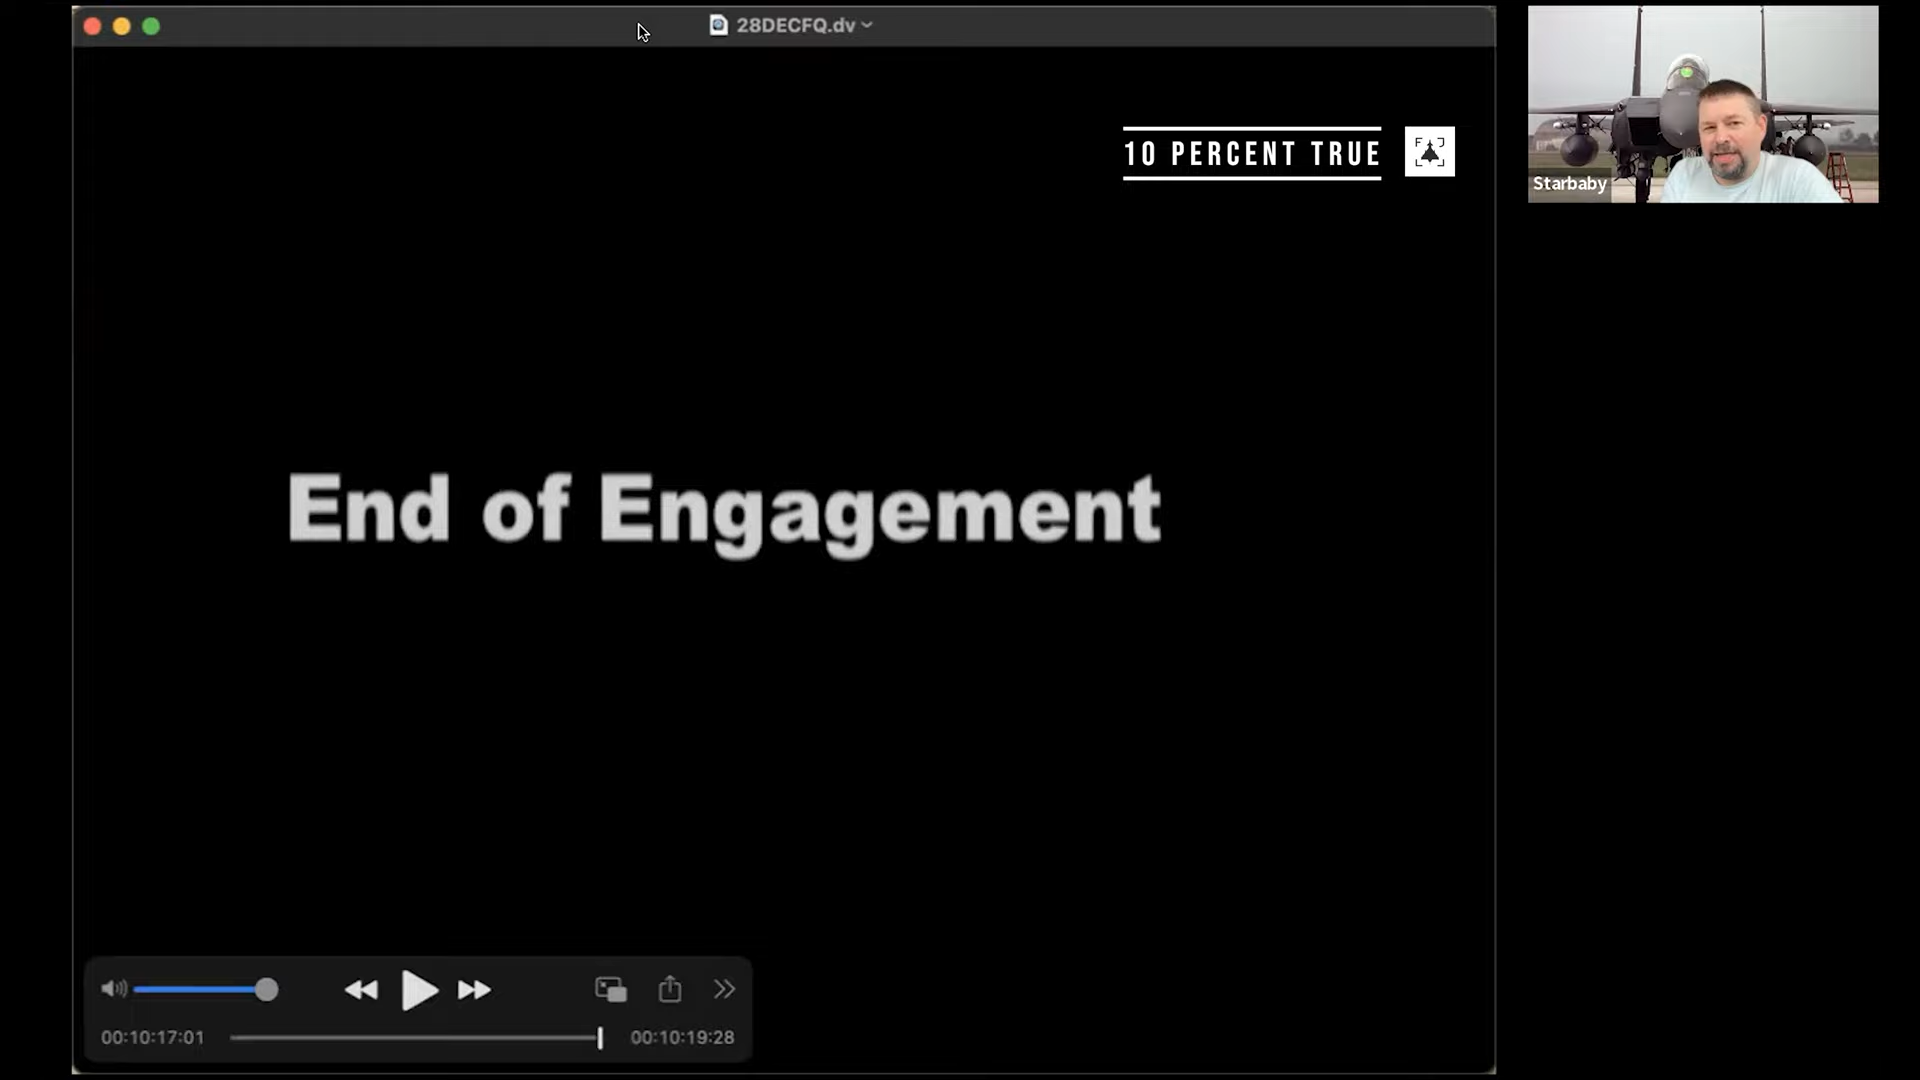 28DECFQ.dv
10 PERCENT TRUE
F J
Starbaby
End of Engagement
00:10:17:01
00:10:19:28